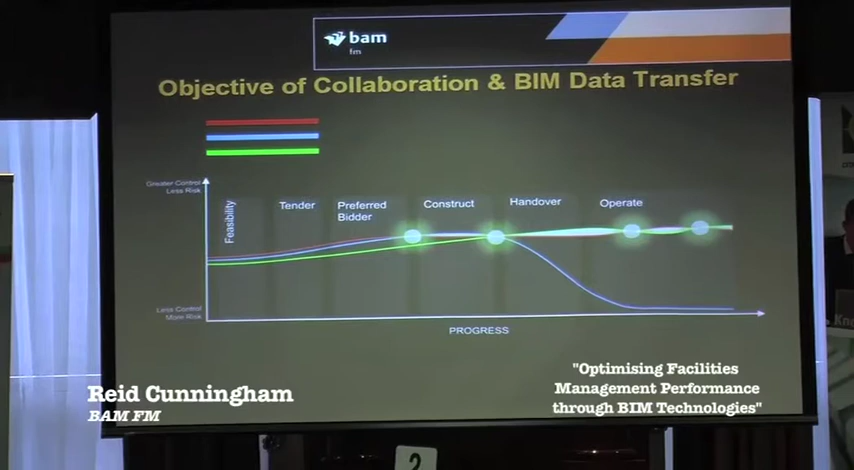 bam
fm
Objective of Collaboration & BIM Data Transfer
Greater Control
Less Risk
Feasibility
Tender
Preferred
Bidder
Construct
Handover
Operate
Less Control
More Risk
PROGRESS
Reid Cunningham
BAM FM
"Optimising Facilities
Management Performance
through BIM Technologies"
2